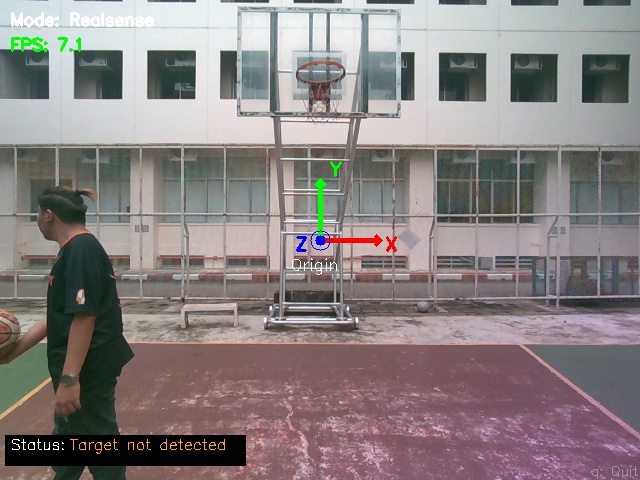 Mode: Realsense
FPS: 7.1
Y
Z
X
Origin
Status: Target not detected
q: Quit